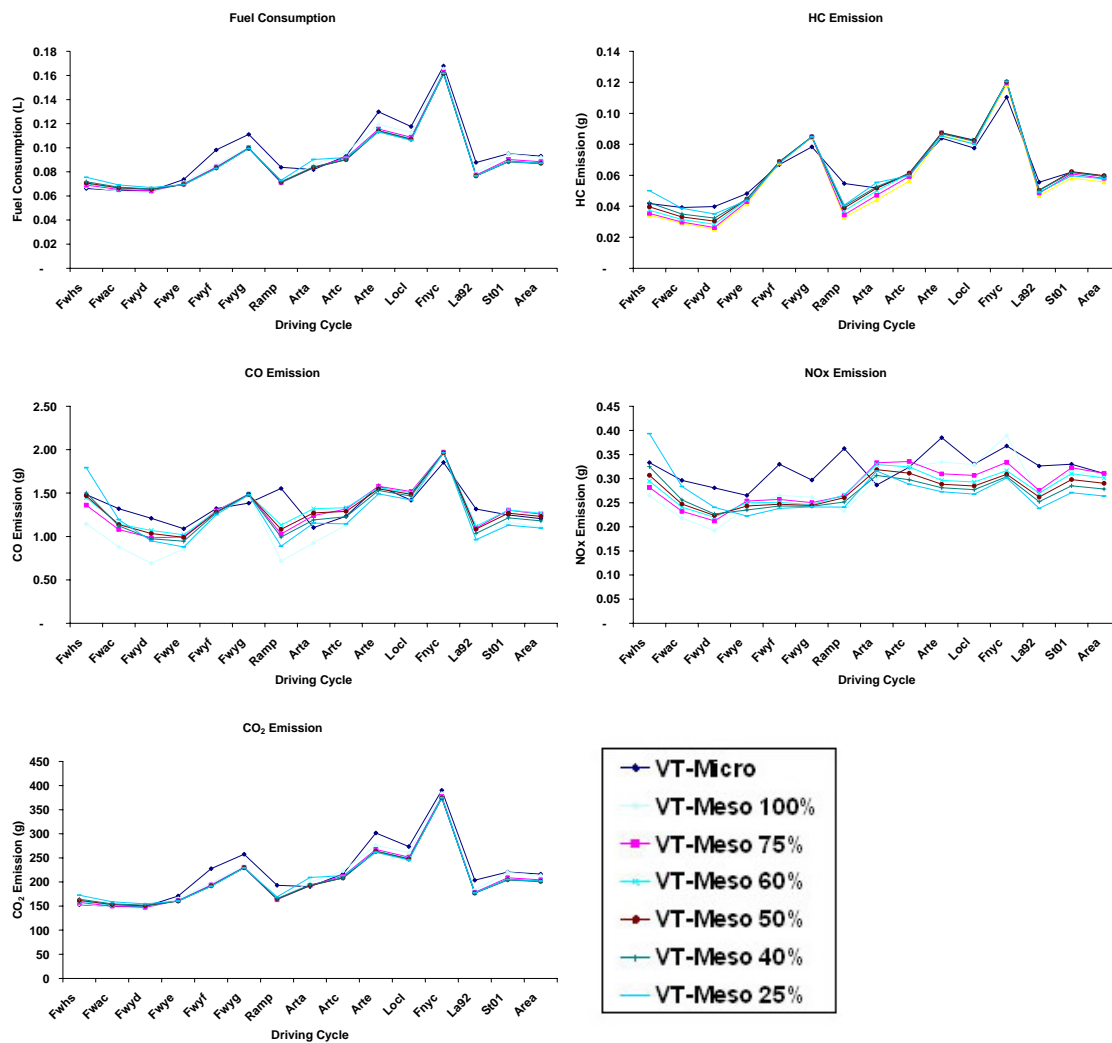 Fuel Consumption
0.18
0.16
0.14
0.12
0.10
0.08
0.06
0.04
0.02
-
Fuel Consumption (L)
Fwhs Fwac Fwyd Fwye Fwyf Fwyg Ramp Arta Artc Arte Locl Fnyc La92 St01 Area
Driving Cycle
HC Emission
0.14
0.12
0.10
0.08
0.06
0.04
0.02
-
HC Emission (g)
Fwhs Fwac Fwyd Fwye Fwyf Fwyg Ramp Arta Artc Arte Locl Fnyc La92 St01 Area
Driving Cycle
CO Emission
2.50
2.00
1.50
1.00
0.50
-
CO Emission (g)
Fwhs Fwac Fwyd Fwye Fwyf Fwyg Ramp Arta Artc Arte Locl Fnyc La92 St01 Area
Driving Cycle
NOx Emission
0.45
0.40
0.35
0.30
0.25
0.20
0.15
0.10
0.05
-
NOx Emission (g)
Fwhs Fwac Fwyd Fwye Fwyf Fwyg Ramp Arta Artc Arte Locl Fnyc La92 St01 Area
Driving Cycle
CO₂ Emission
450
400
350
300
250
200
150
100
50
0
CO₂ Emission (g)
Fwhs Fwac Fwyd Fwye Fwyf Fwyg Ramp Arta Artc Arte Locl Fnyc La92 St01 Area
Driving Cycle
VT-Micro
VT-Meso 100%
VT-Meso 75%
VT-Meso 60%
VT-Meso 50%
VT-Meso 40%
VT-Meso 25%